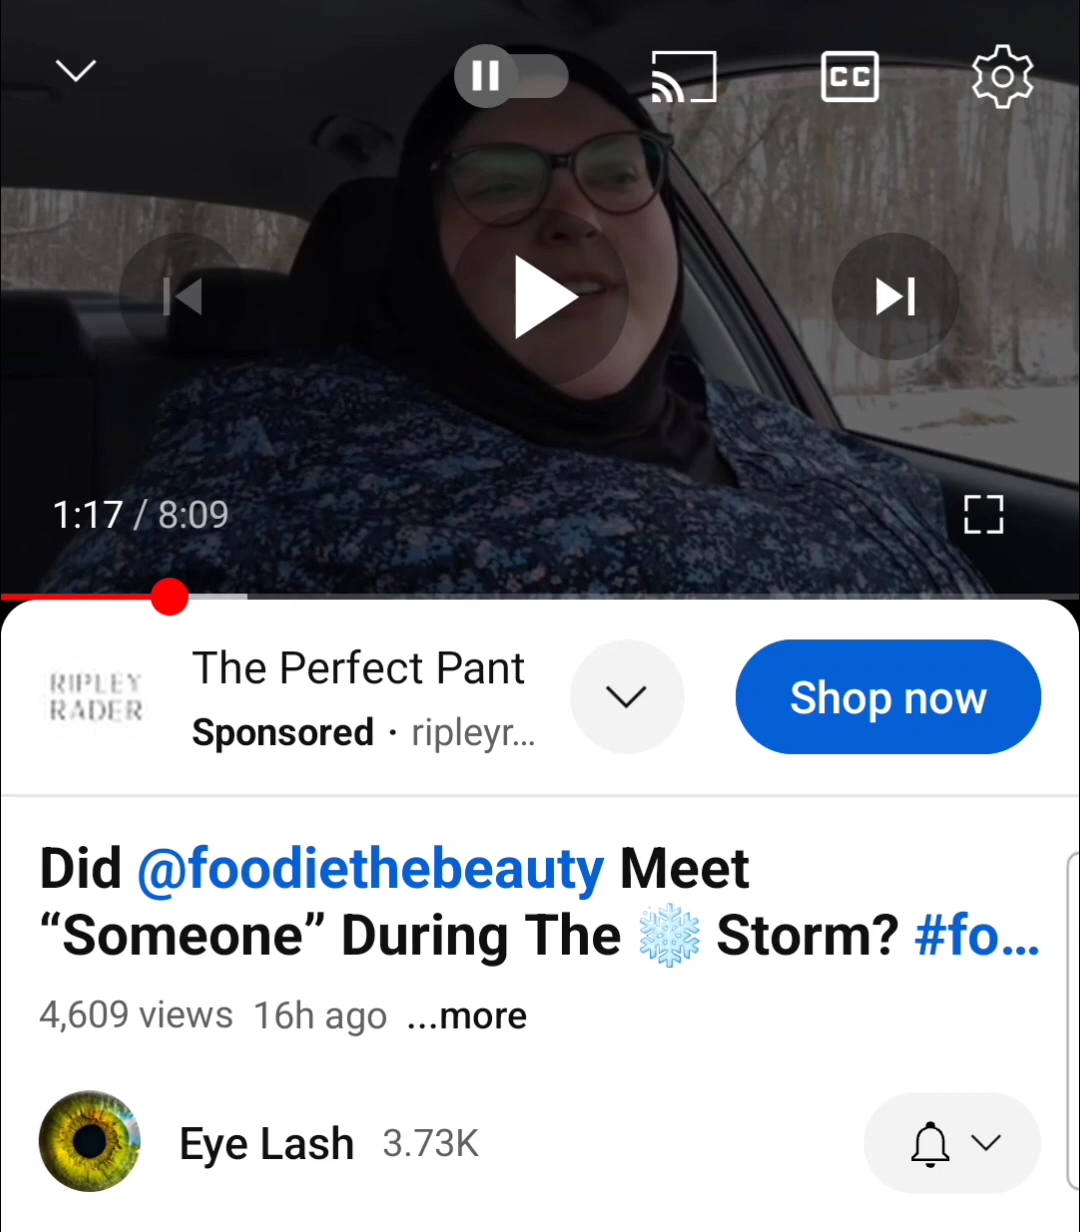 CC
1:17 / 8:09
RIPLEY
RADER
The Perfect Pant
Sponsored · ripleyr...
Shop now
Did @foodiethebeauty Meet
“Someone” During The ❄️ Storm? #fo...
4,609 views 16h ago ...more
Eye Lash 3.73K